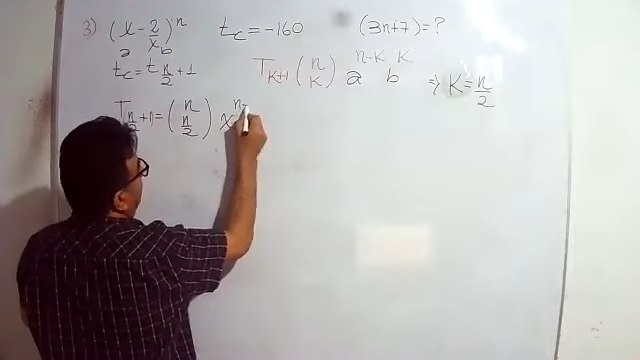 3) (x - 2/x)^n t_c = -160 (3n+7) = ?
a b
t_c = t_{n/2 + 1} T_{K+1} (n K) a^{n-K} b^K ⇒ K = n/2
T_{n/2 + 1} = (n n/2) x^n